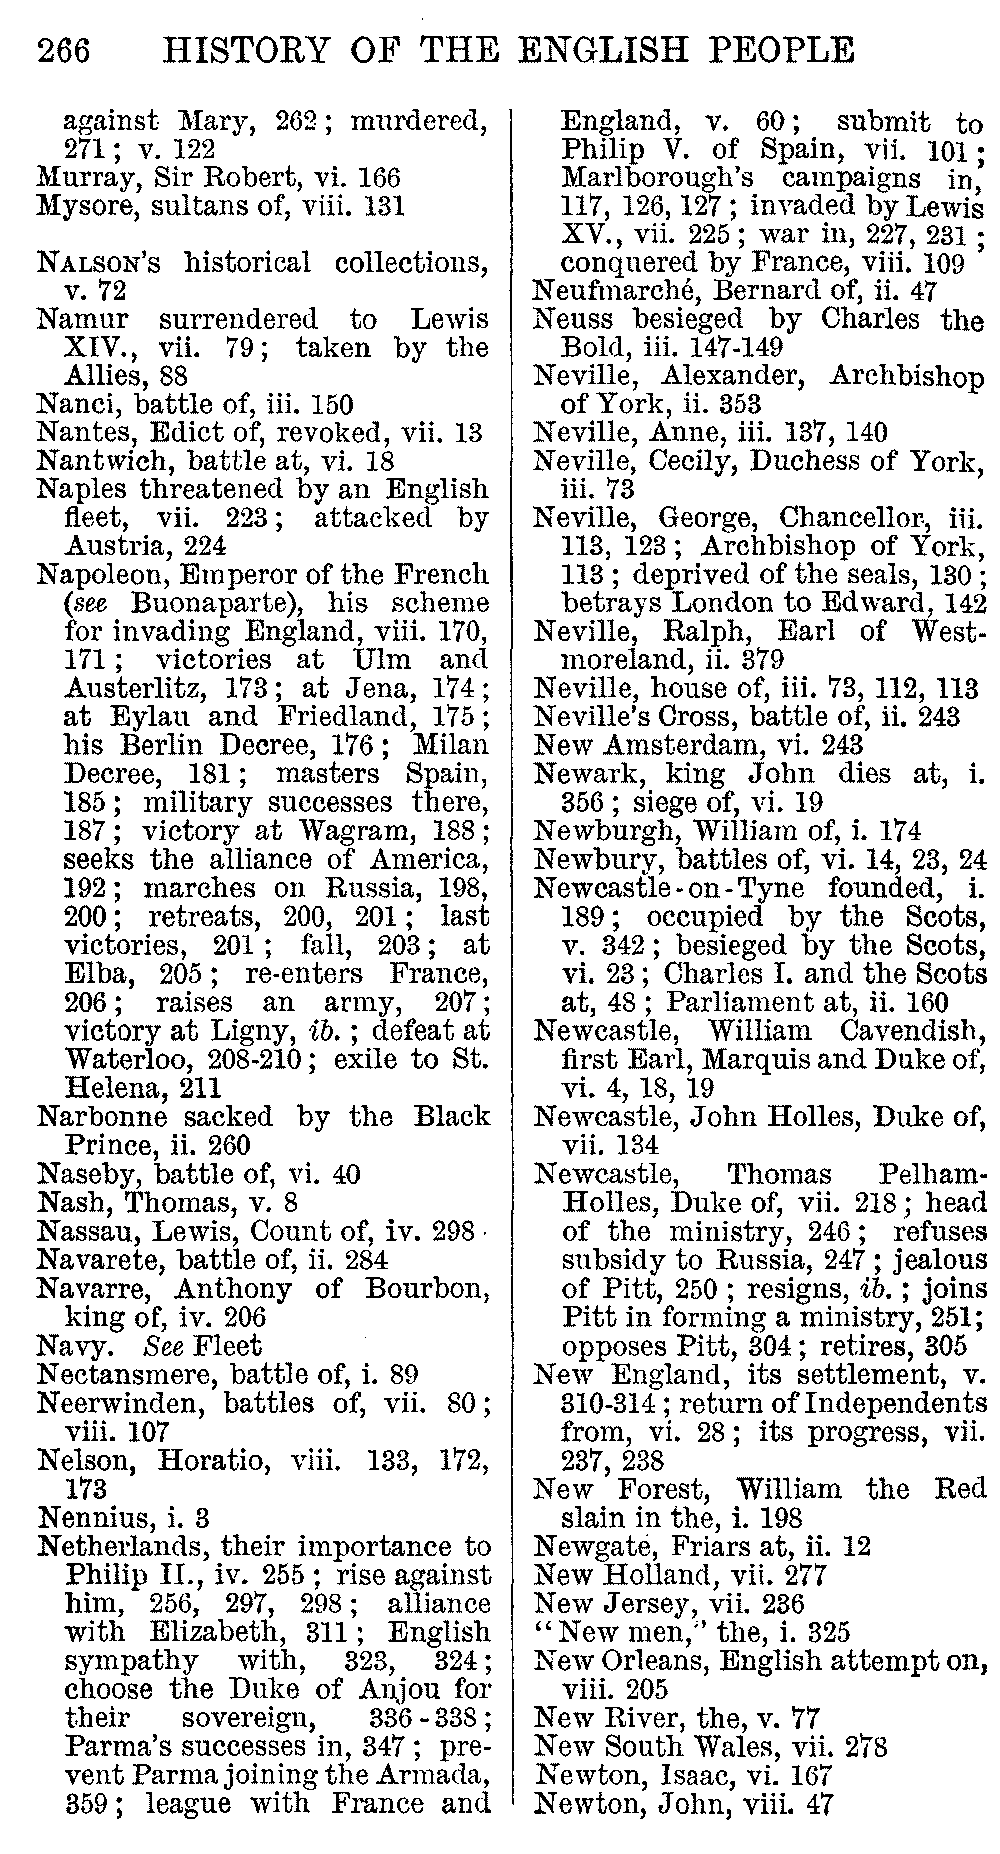 266 HISTORY OF THE ENGLISH PEOPLE
against Mary, 262; murdered,
271; v. 122
Murray, Sir Robert, vi. 166
Mysore, sultans of, viii. 131
NALSON'S historical collections,
v. 72
Namur surrendered to Lewis
XIV., vii. 79; taken by the
Allies, 88
Nanci, battle of, iii. 150
Nantes, Edict of, revoked, vii. 13
Nantwich, battle at, vi. 18
Naples threatened by an English
fleet, vii. 223; attacked by
Austria, 224
Napoleon, Emperor of the French
(see Buonaparte), his scheme
for invading England, viii. 170,
171; victories at Ulm and
Austerlitz, 173; at Jena, 174;
at Eylau and Friedland, 175;
his Berlin Decree, 176; Milan
Decree, 181; masters Spain,
185; military successes there,
187; victory at Wagram, 188;
seeks the alliance of America,
192; marches on Russia, 198,
200; retreats, 200, 201; last
victories, 201; fall, 203; at
Elba, 205; re-enters France,
206; raises an army, 207;
victory at Ligny, ib.; defeat at
Waterloo, 208-210; exile to St.
Helena, 211
Narbonne sacked by the Black
Prince, ii. 260
Naseby, battle of, vi. 40
Nash, Thomas, v. 8
Nassau, Lewis, Count of, iv. 298
Navarete, battle of, ii. 284
Navarre, Anthony of Bourbon,
king of, iv. 206
Navy. See Fleet
Nectansmere, battle of, i. 89
Neerwinden, battles of, vii. 80;
viii. 107
Nelson, Horatio, viii. 133, 172,
173
Nennius, i. 3
Netherlands, their importance to
Philip II., iv. 255; rise against
him, 256, 297, 298; alliance
with Elizabeth, 311; English
sympathy with, 323, 324;
choose the Duke of Anjou for
their sovereign, 336-338;
Parma's successes in, 347; pre-
vent Parma joining the Armada,
359; league with France and
England, v. 60; submit to
Philip V. of Spain, vii. 101;
Marlborough's campaigns in,
117, 126, 127; invaded by Lewis
XV., vii. 225; war in, 227, 231;
conquered by France, viii. 109
Neufmarché, Bernard of, ii. 47
Neuss besieged by Charles the
Bold, iii. 147-149
Neville, Alexander, Archbishop
of York, ii. 353
Neville, Anne, iii. 137, 140
Neville, Cecily, Duchess of York,
iii. 73
Neville, George, Chancellor, iii.
113, 123; Archbishop of York,
113; deprived of the seals, 130;
betrays London to Edward, 142
Neville, Ralph, Earl of West-
moreland, ii. 379
Neville, house of, iii. 73, 112, 113
Neville's Cross, battle of, ii. 243
New Amsterdam, vi. 243
Newark, king John dies at, i.
356; siege of, vi. 19
Newburgh, William of, i. 174
Newbury, battles of, vi. 14, 23, 24
Newcastle-on-Tyne founded, i.
189; occupied by the Scots,
v. 342; besieged by the Scots,
vi. 23; Charles I. and the Scots
at, 48; Parliament at, ii. 160
Newcastle, William Cavendish,
first Earl, Marquis and Duke of,
vi. 4, 18, 19
Newcastle, John Holles, Duke of,
vii. 134
Newcastle, Thomas Pelham-
Holles, Duke of, vii. 218; head
of the ministry, 246; refuses
subsidy to Russia, 247; jealous
of Pitt, 250; resigns, ib.; joins
Pitt in forming a ministry, 251;
opposes Pitt, 304; retires, 305
New England, its settlement, v.
310-314; return of Independents
from, vi. 28; its progress, vii.
237, 238
New Forest, William the Red
slain in the, i. 198
Newgate, Friars at, ii. 12
New Holland, vii. 277
New Jersey, vii. 236
"New men," the, i. 325
New Orleans, English attempt on,
viii. 205
New River, the, v. 77
New South Wales, vii. 278
Newton, Isaac, vi. 167
Newton, John, viii. 47